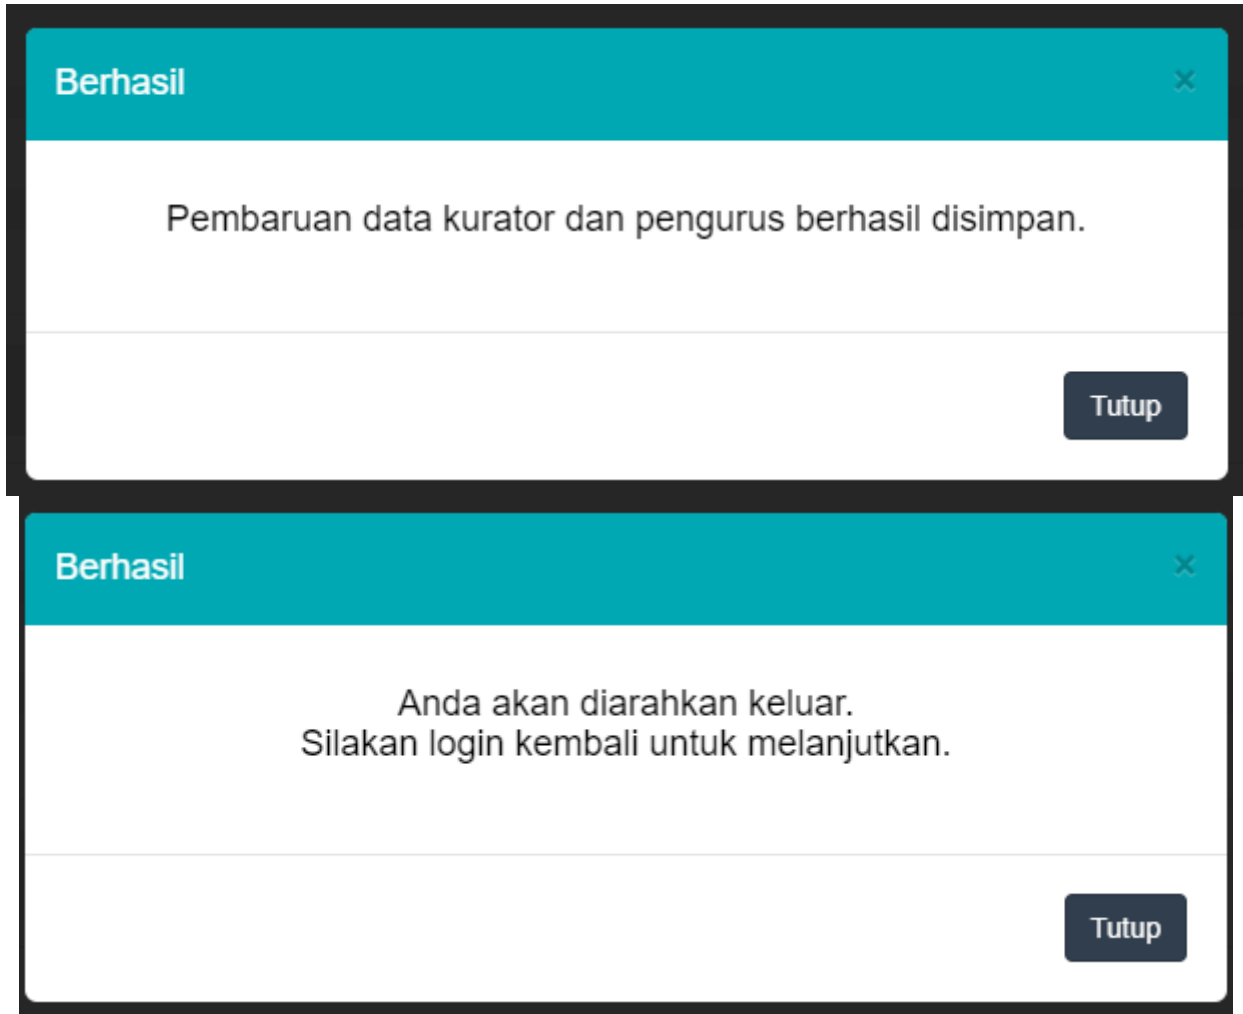 Berhasil
×
Pembaruan data kurator dan pengurus berhasil disimpan.
Tutup
Berhasil
×
Anda akan diarahkan keluar.
Silakan login kembali untuk melanjutkan.
Tutup